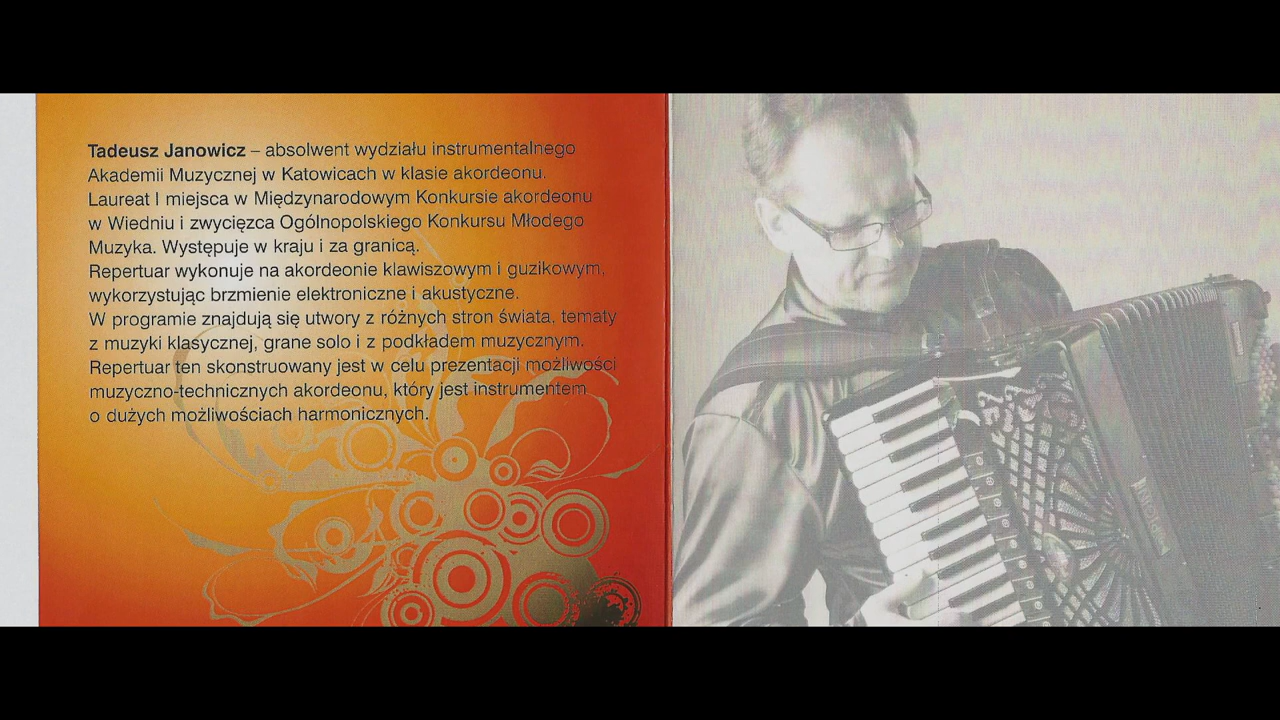 Tadeusz Janowicz – absolwent wydziału instrumentalnego
Akademii Muzycznej w Katowicach w klasie akordeonu.
Laureat I miejsca w Międzynarodowym Konkursie akordeonu
w Wiedniu i zwycięzca Ogólnopolskiego Konkursu Młodego
Muzyka. Występuje w kraju i za granicą.
Repertuar wykonuje na akordeonie klawiszowym i guzikowym,
wykorzystując brzmienie elektroniczne i akustyczne.
W programie znajdują się utwory z różnych stron świata, tematy
z muzyki klasycznej, grane solo i z podkładem muzycznym.
Repertuar ten skonstruowany jest w celu prezentacji możliwości
muzyczno-technicznych akordeonu, który jest instrumentem
o dużych możliwościach harmonicznych.